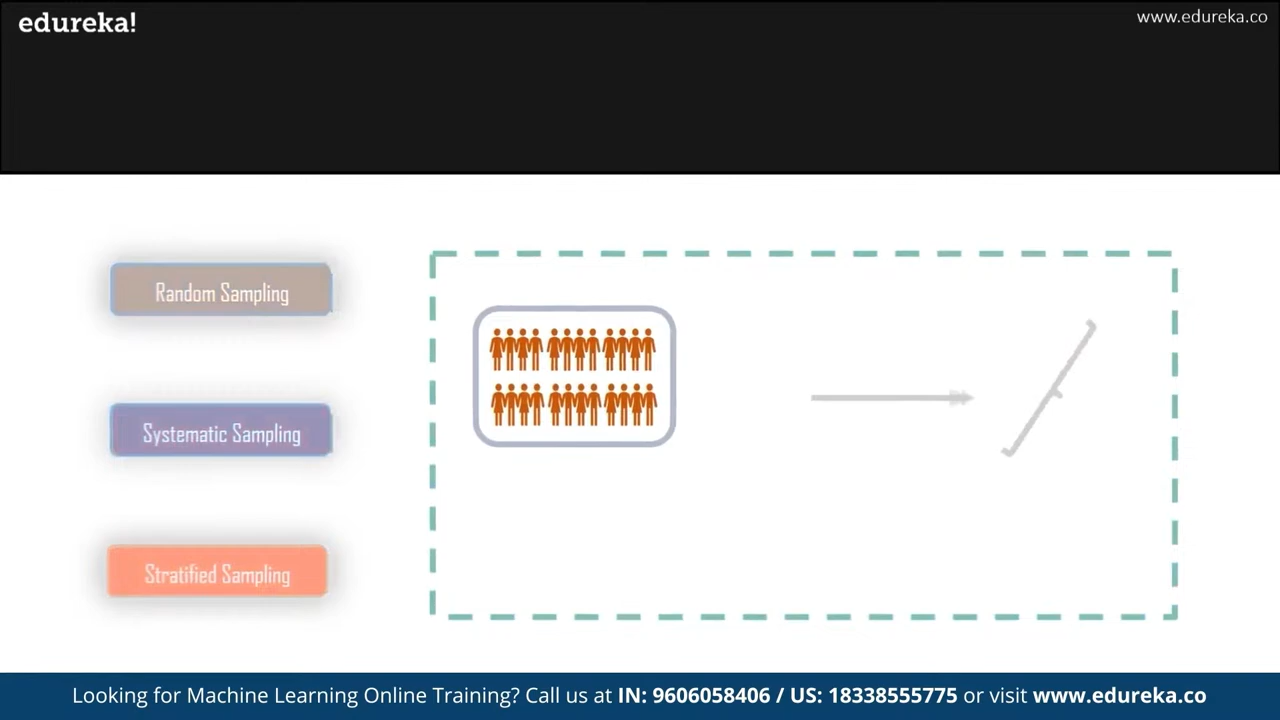 edureka!
www.edureka.co
Random Sampling
Systematic Sampling
Stratified Sampling
Looking for Machine Learning Online Training? Call us at IN: 9606058406 / US: 18338555775 or visit www.edureka.co